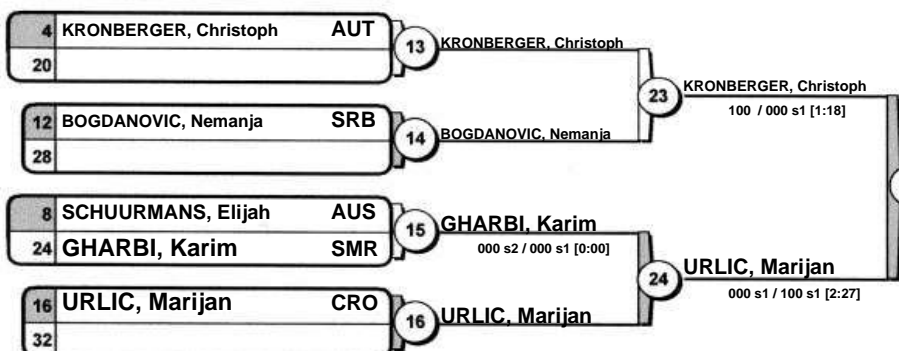 4 KRONBERGER, Christoph AUT
20
13 KRONBERGER, Christoph
12 BOGDANOVIC, Nemanja SRB
28
14 BOGDANOVIC, Nemanja
23 KRONBERGER, Christoph
100 / 000 s1 [1:18]
8 SCHUURMANS, Elijah AUS
24 GHARBI, Karim SMR
15 GHARBI, Karim
000 s2 / 000 s1 [0:00]
16 URLIC, Marijan CRO
32
16 URLIC, Marijan
24 URLIC, Marijan
000 s1 / 100 s1 [2:27]